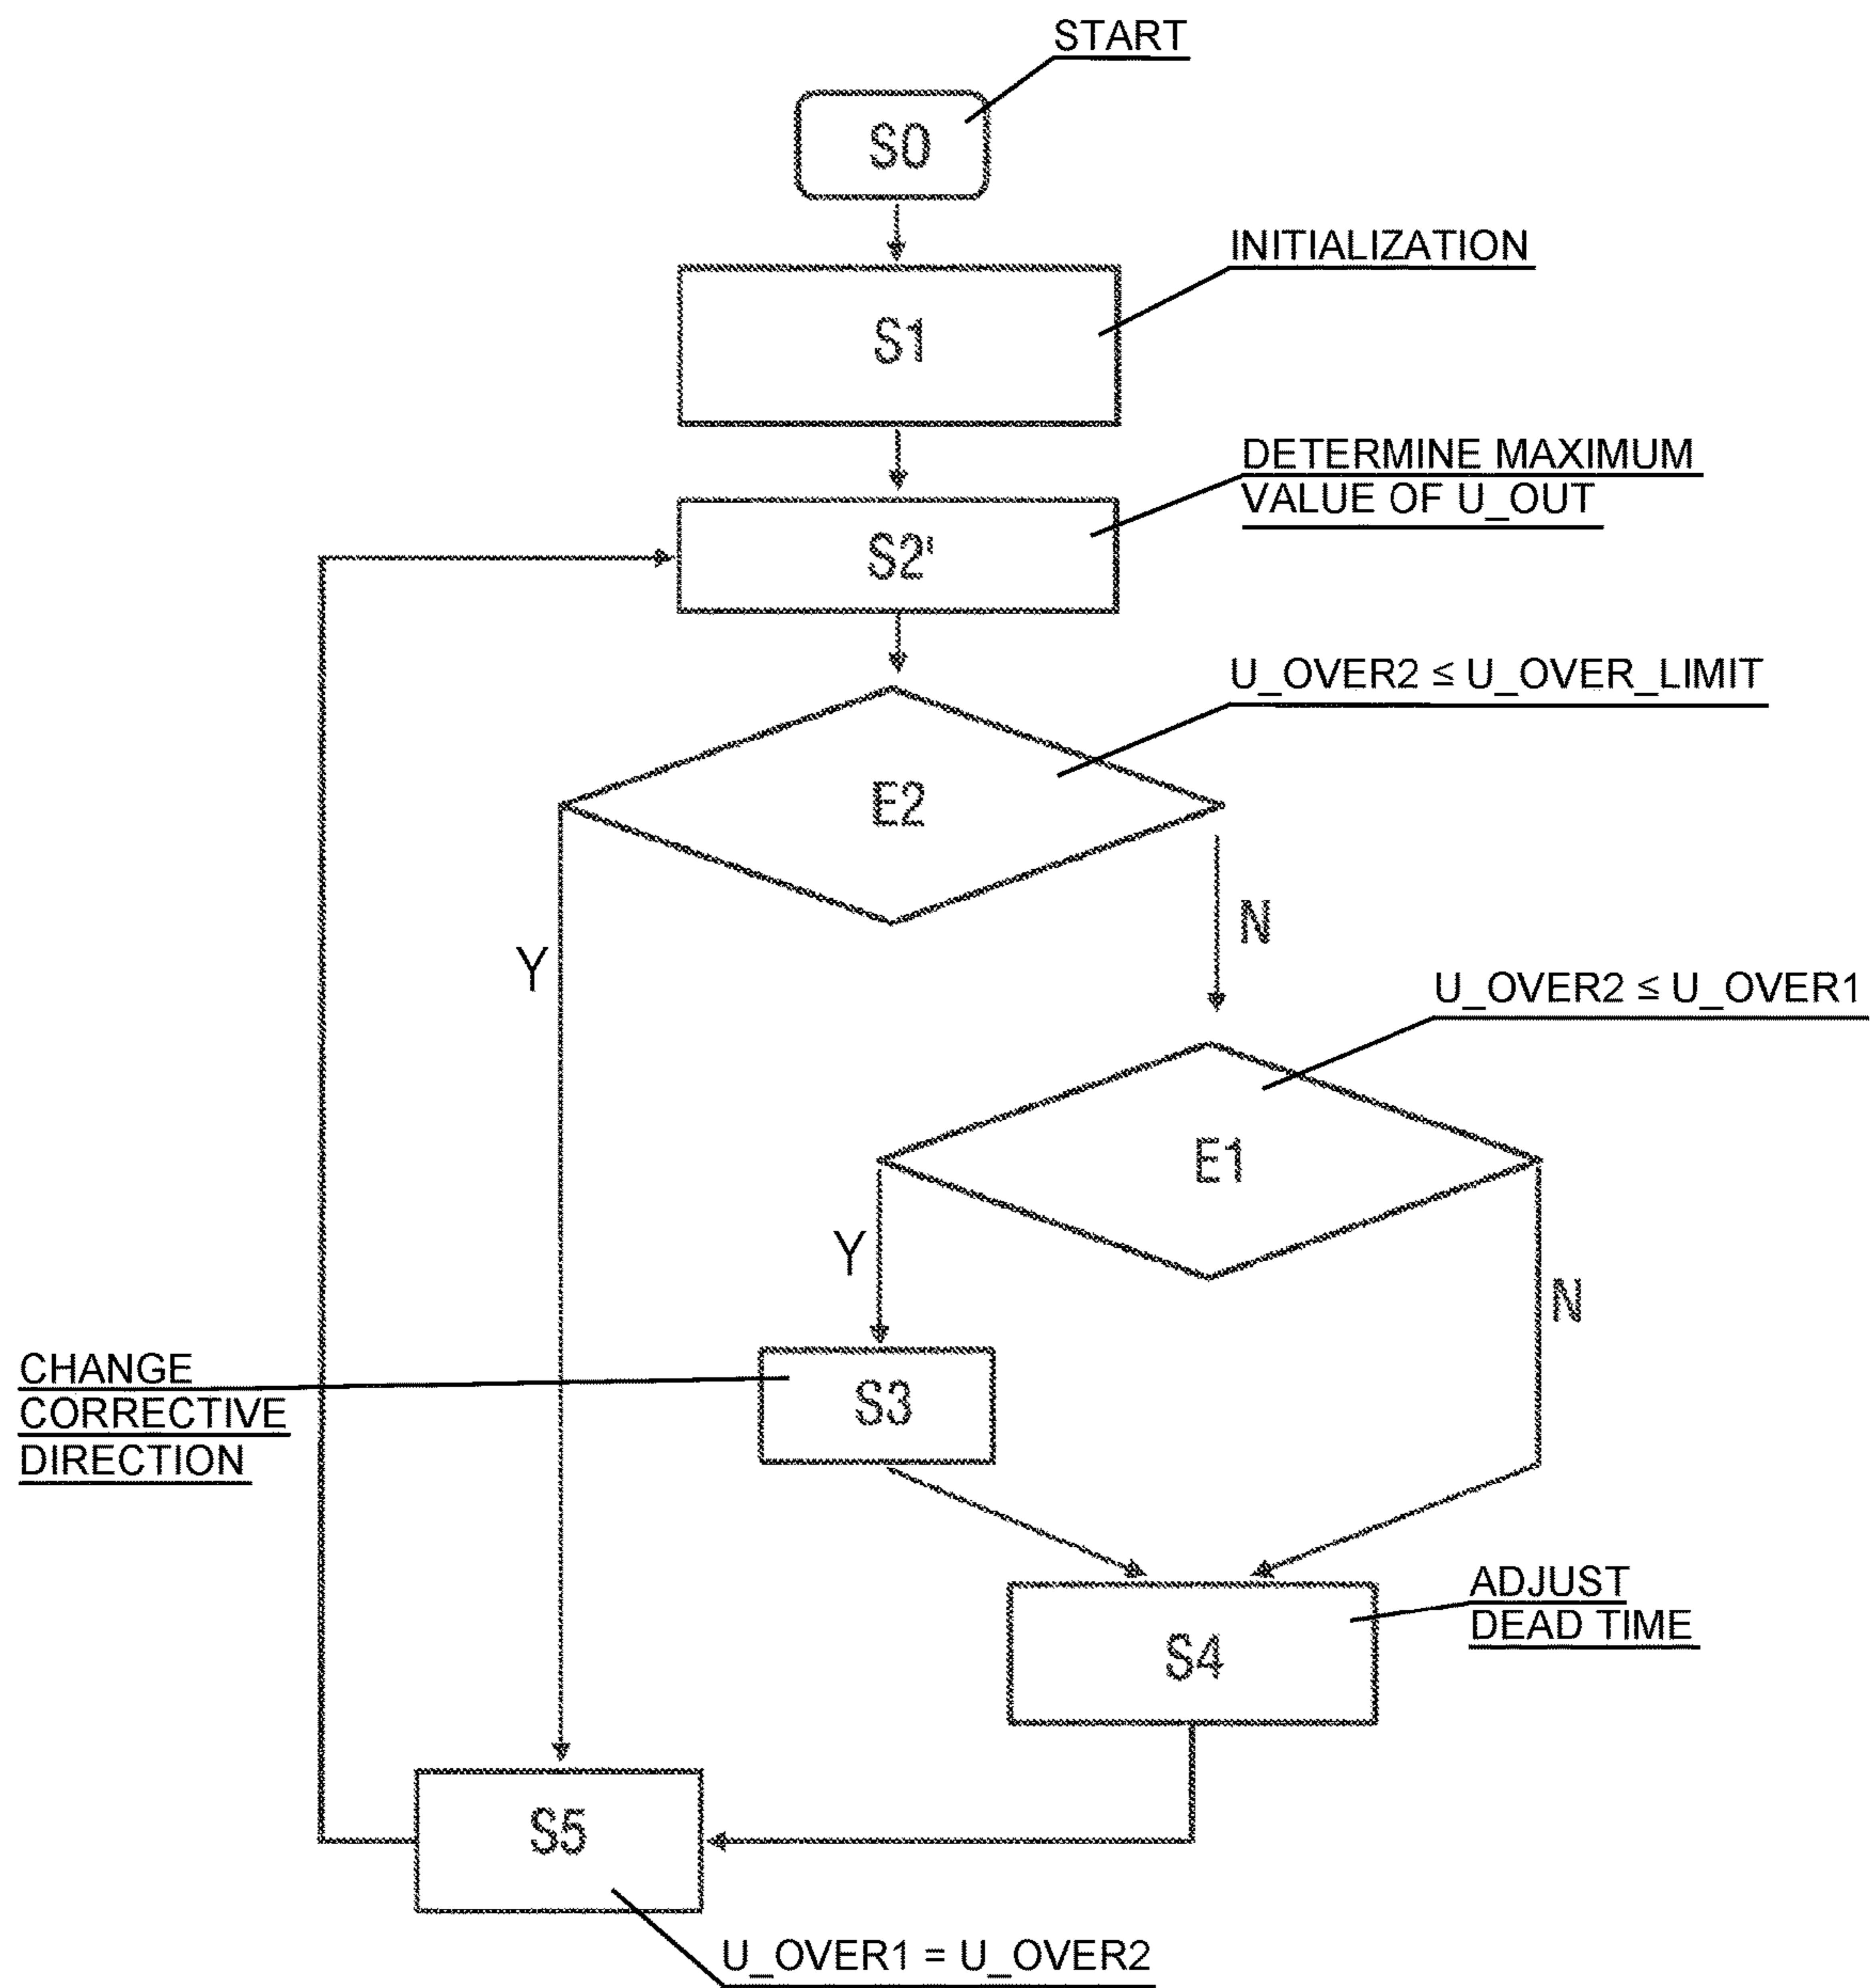 START
S0
INITIALIZATION
S1
DETERMINE MAXIMUM
VALUE OF U_OUT
S2'
U_OVER2 ≤ U_OVER_LIMIT
E2
N
Y
U_OVER2 ≤ U_OVER1
E1
Y
N
CHANGE
CORRECTIVE
DIRECTION
S3
ADJUST
DEAD TIME
S4
S5
U_OVER1 = U_OVER2